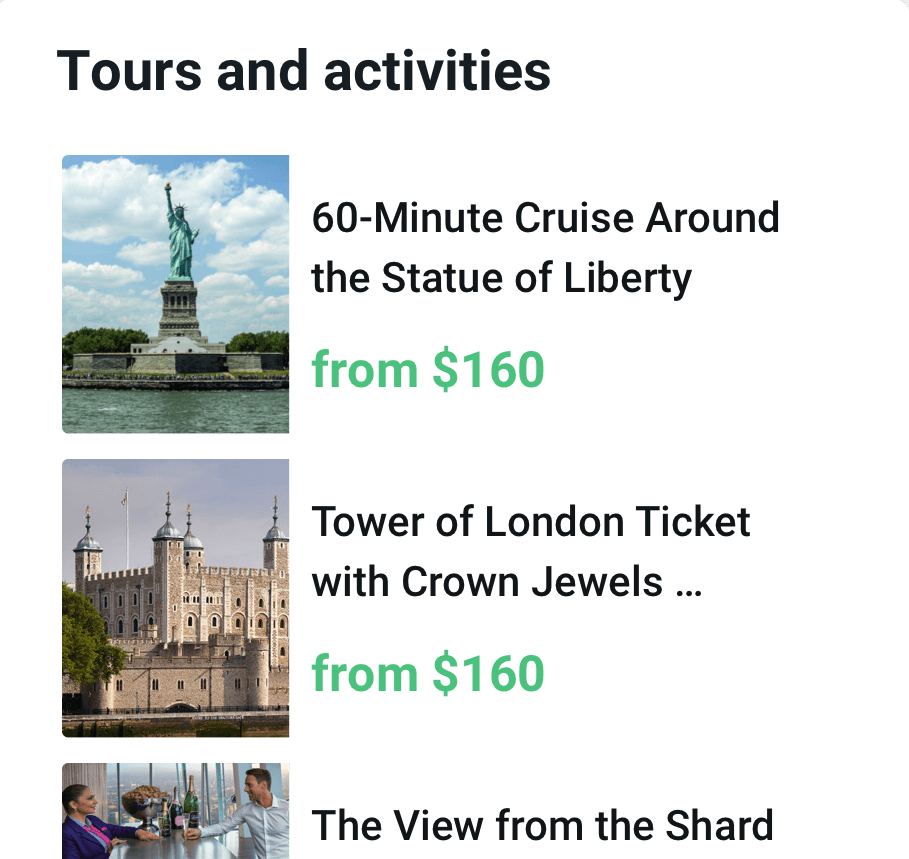 Tours and activities
60-Minute Cruise Around
the Statue of Liberty
from $160
Tower of London Ticket
with Crown Jewels ...
from $160
The View from the Shard